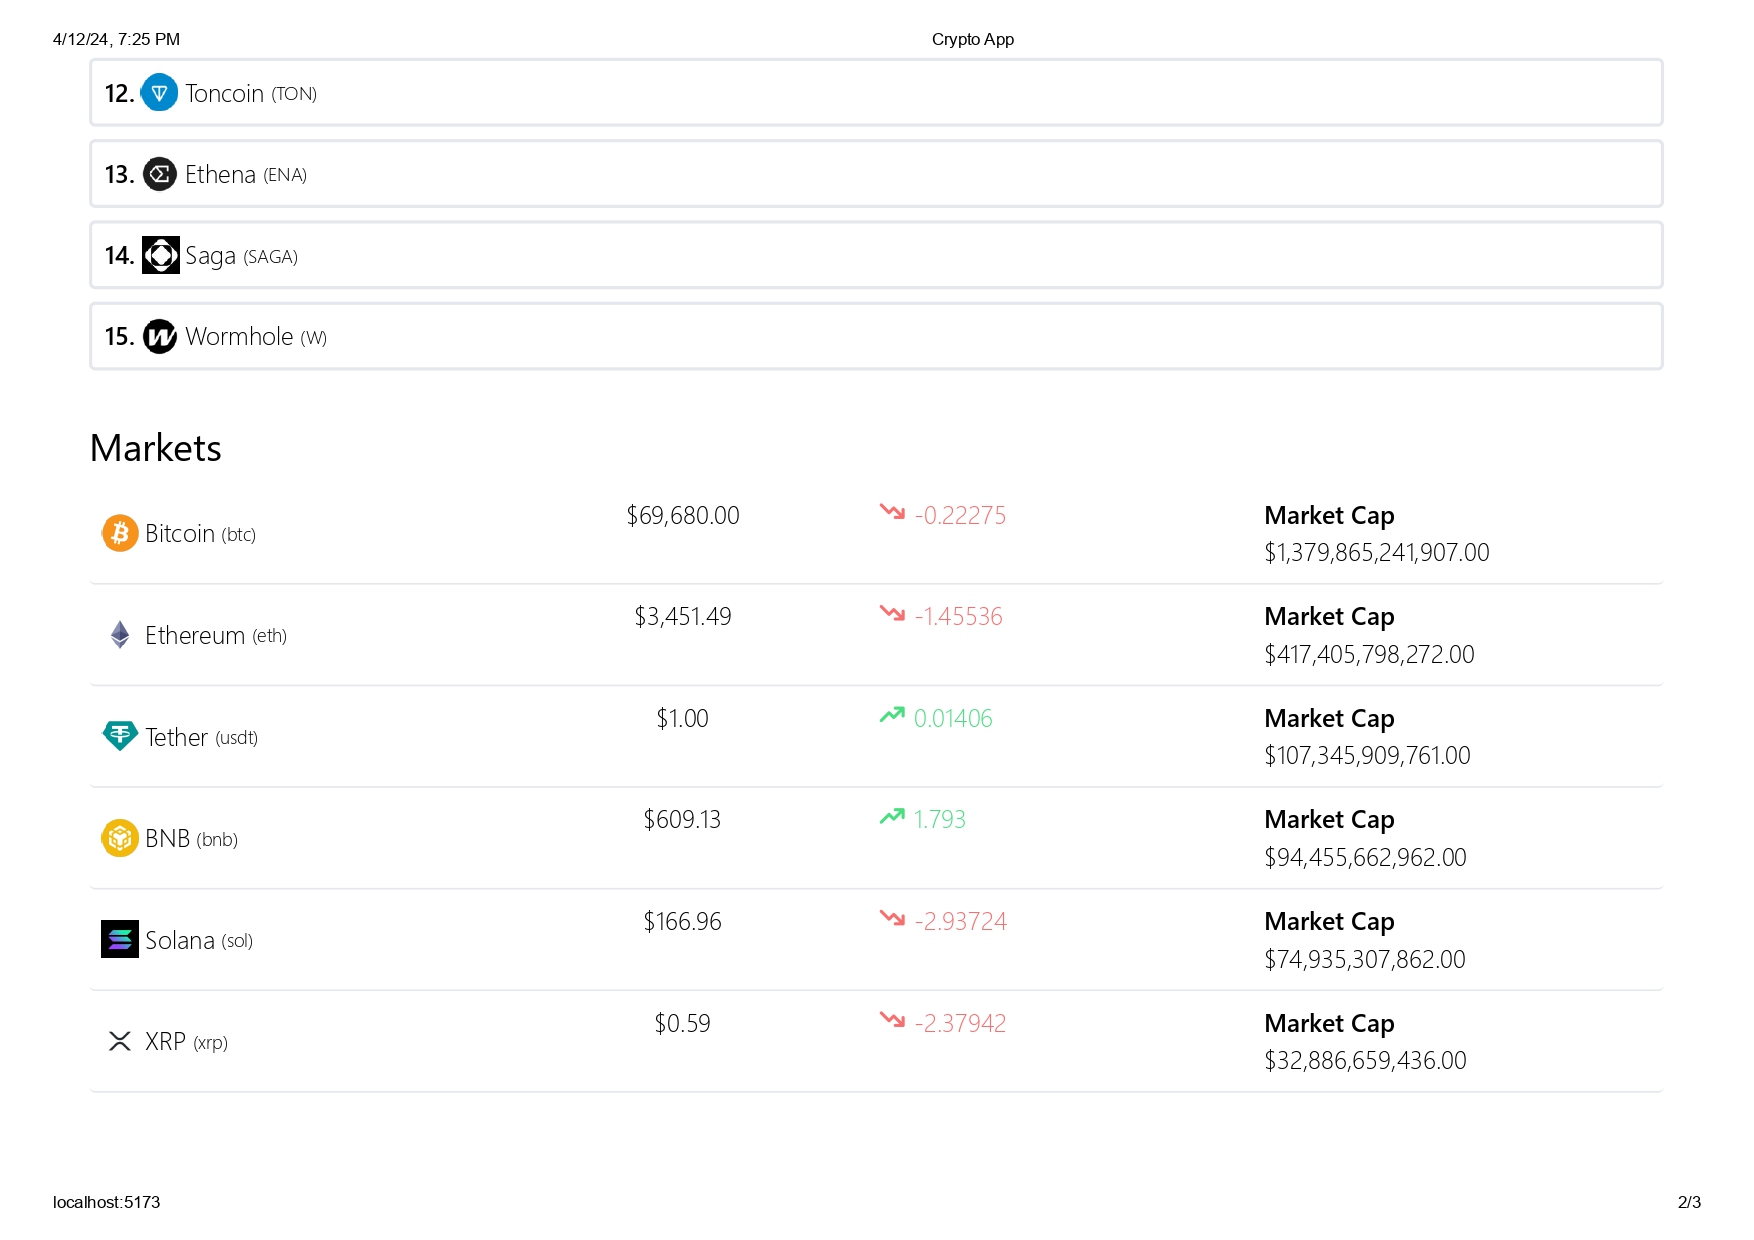 4/12/24, 7:25 PM Crypto App
12. Toncoin (TON)
13. Ethena (ENA)
14. Saga (SAGA)
15. Wormhole (W)
Markets
Bitcoin (btc) $69,680.00 -0.22275 Market Cap
$1,379,865,241,907.00
Ethereum (eth) $3,451.49 -1.45536 Market Cap
$417,405,798,272.00
Tether (usdt) $1.00 0.01406 Market Cap
$107,345,909,761.00
BNB (bnb) $609.13 1.793 Market Cap
$94,455,662,962.00
Solana (sol) $166.96 -2.93724 Market Cap
$74,935,307,862.00
XRP (xrp) $0.59 -2.37942 Market Cap
$32,886,659,436.00
localhost:5173 2/3